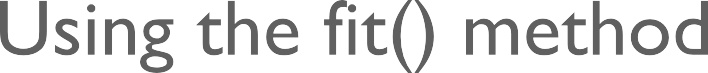 Using the fit() method